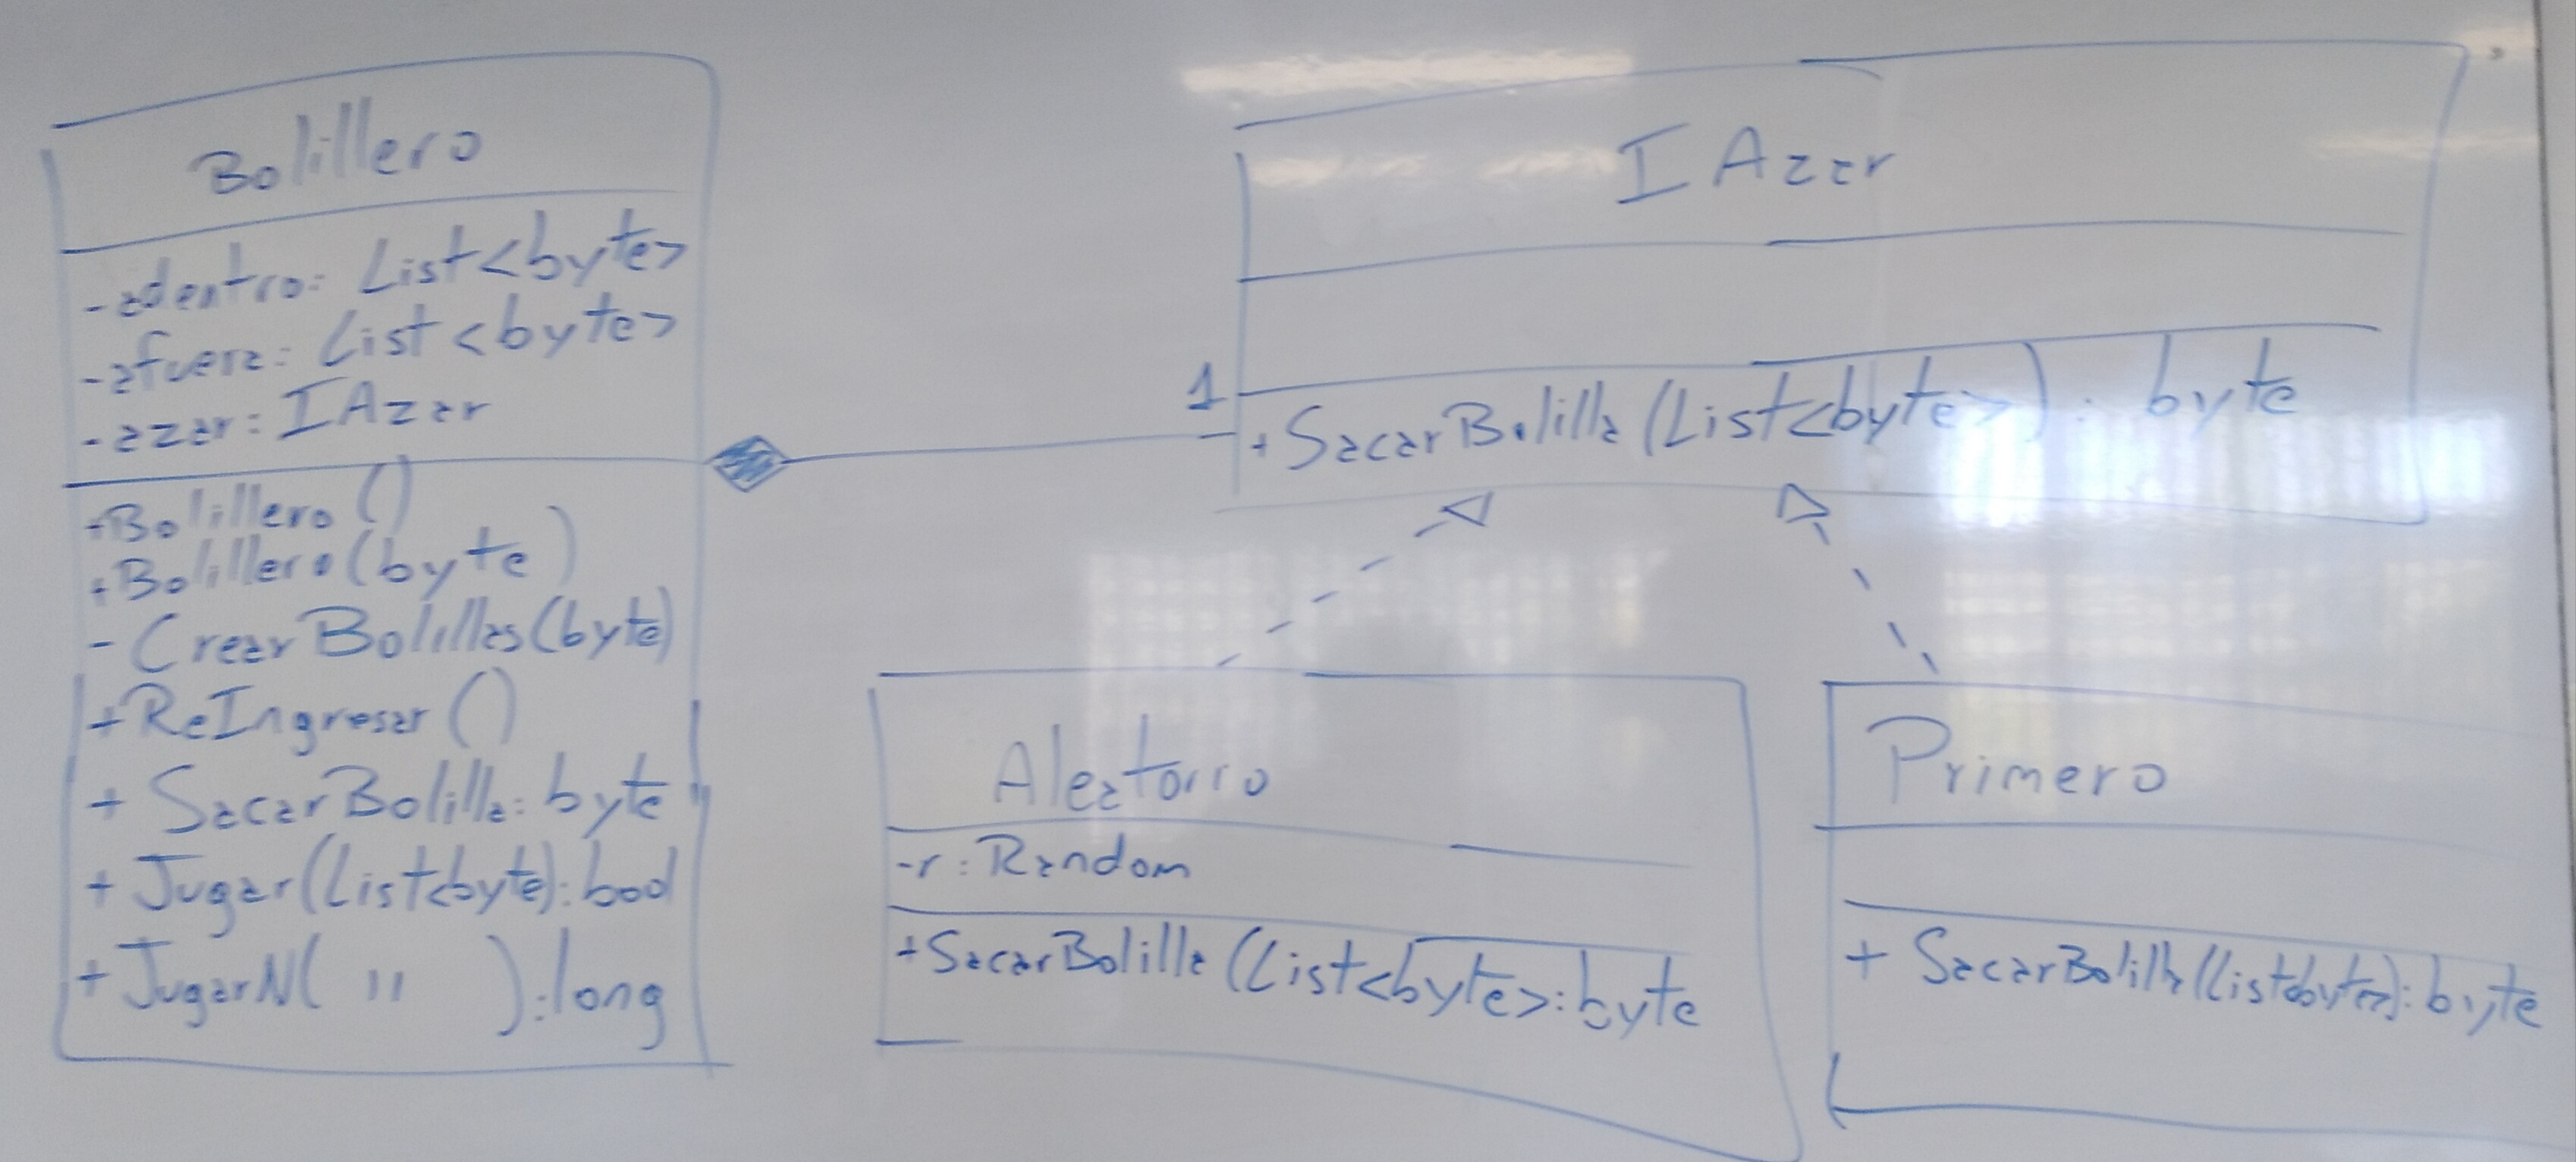 Bolillero
-adentro: List<byte>
-afuera: List<byte>
-azar: IAzar
+Bolillero()
+Bolillero(byte)
- CrearBolillas(byte)
+ReIngresar()
+ SacarBolilla: byte
+ Jugar(List<byte): bool
+ JugarN( " ): long
IAzar
1
+SacarBolilla(List<byte>): byte
Aleatorio
-r: Random
+SacarBolilla(List<byte>: byte
Primero
+ SacarBolilla(List<byte>): byte